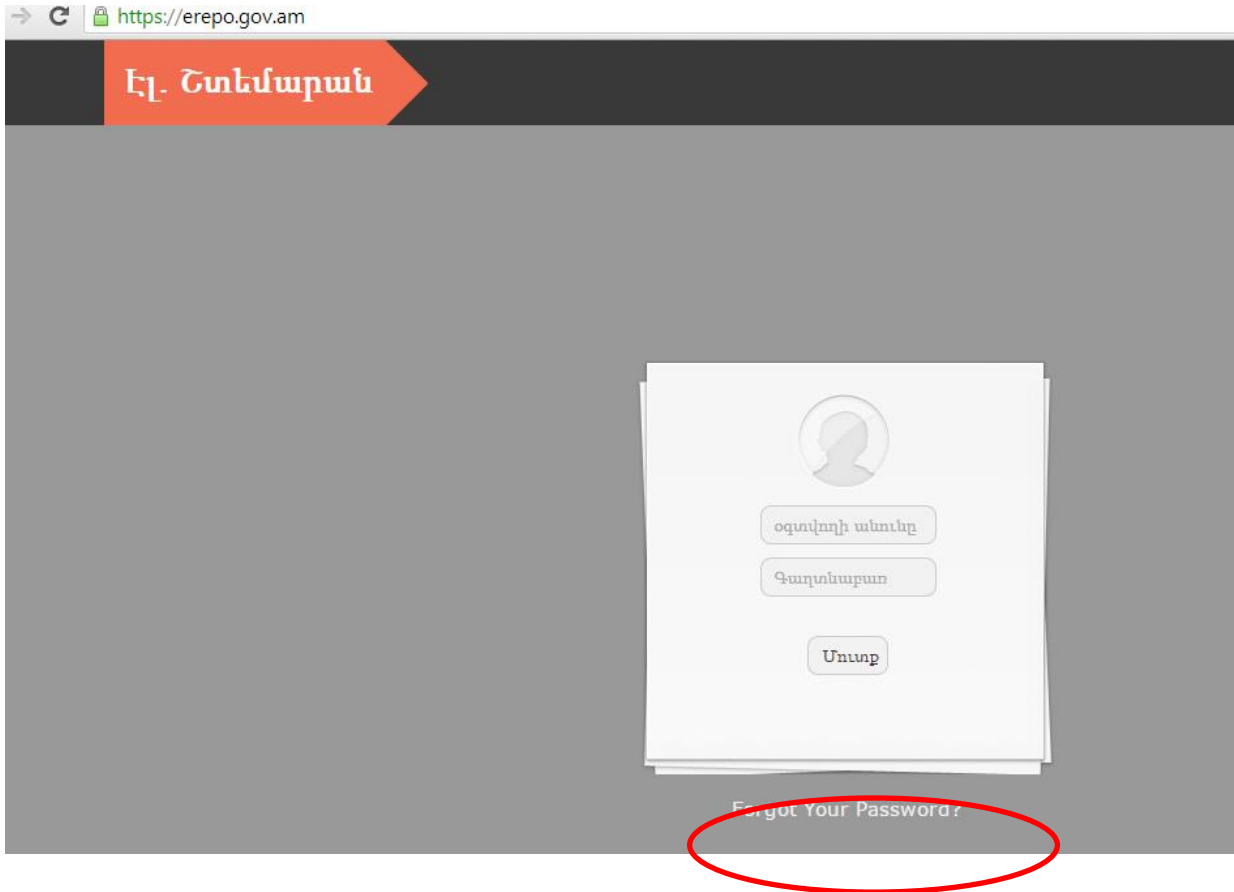 https://erepo.gov.am
Էլ. Շտեմարան
օգտվողի անունը
Գաղտնաբառ
Մուտք
Forgot Your Password?